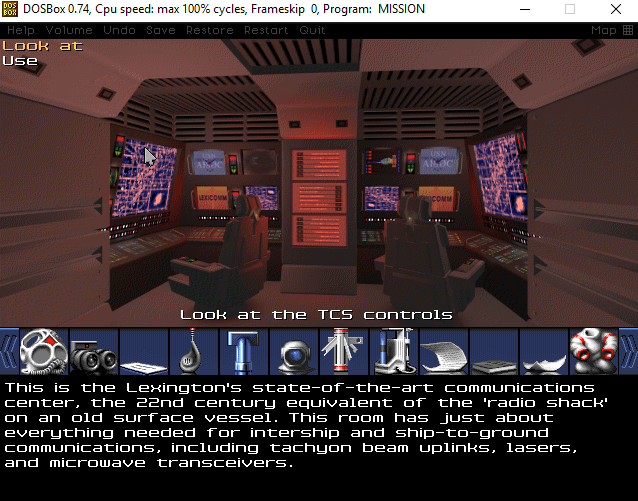 DOSBox 0.74, Cpu speed: max 100% cycles, Frameskip 0, Program: MISSION
Help Volume Undo Save Restore Restart Quit Map
Look at
Use
LEXICOMM LEXICOMM
Look at the TCS controls
This is the Lexington's state-of-the-art communications
center, the 22nd century equivalent of the 'radio shack'
on an old surface vessel. This room has just about
everything needed for intership and ship-to-ground
communications, including tachyon beam uplinks, lasers,
and microwave transceivers.